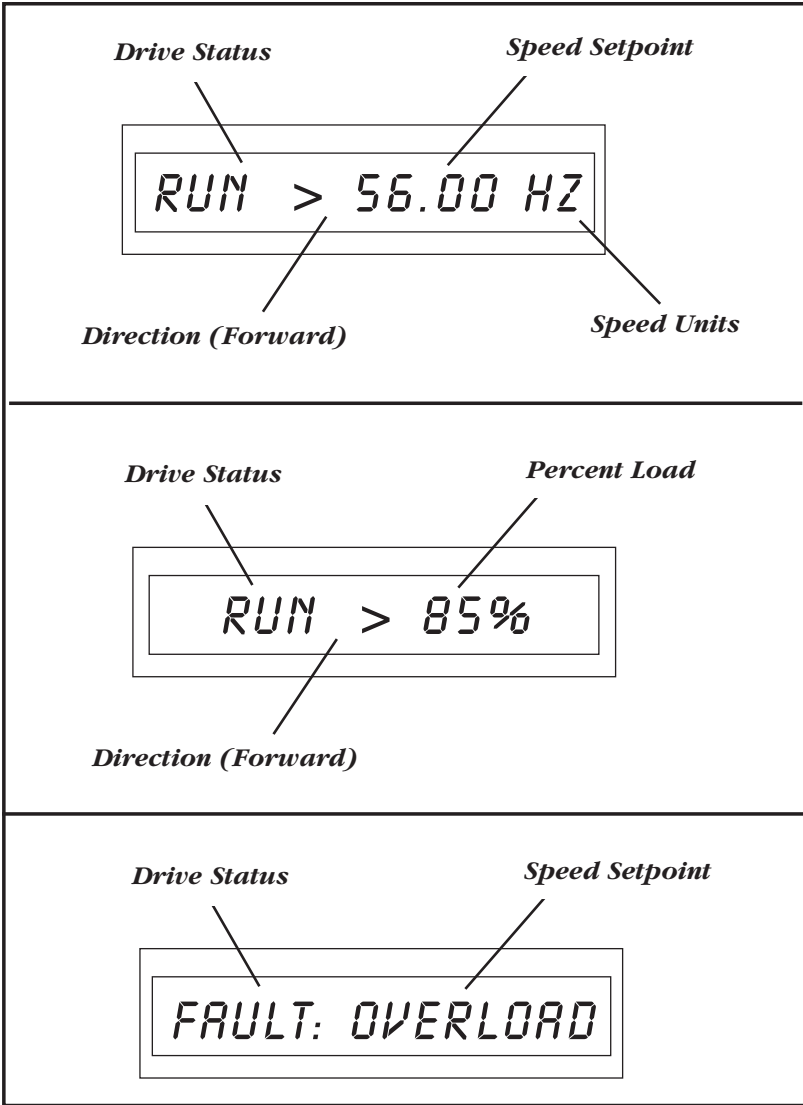 Drive Status
Speed Setpoint
RUN > 56.00 HZ
Direction (Forward)
Speed Units
Drive Status
Percent Load
RUN > 85%
Direction (Forward)
Drive Status
Speed Setpoint
FAULT: OVERLOAD